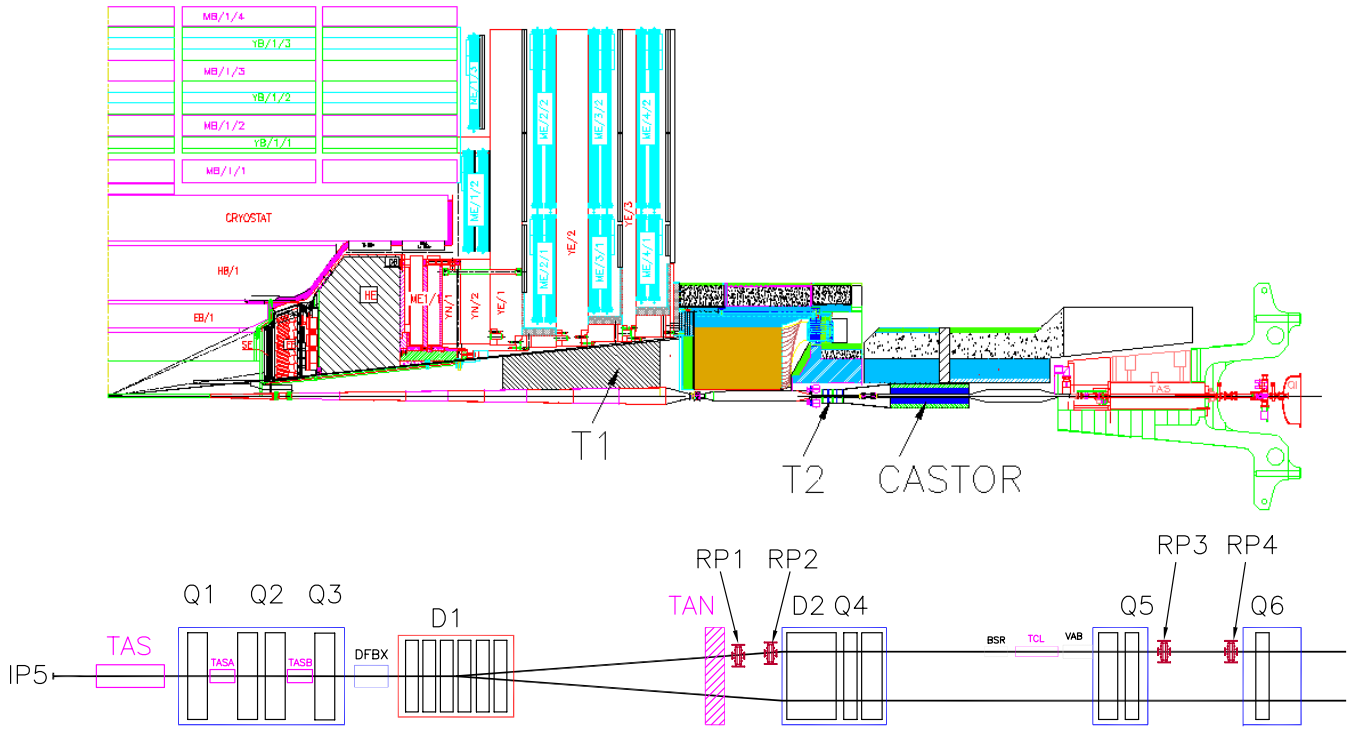 MB/1/4
YB/1/3
MB/1/3
YB/1/2
MB/1/2
YB/1/1
MB/1/1
CRYOSTAT
HB/1
EB/1
SE
HE
ME1/1
YN/1
YN/2
YE/1
ME/1/3
ME/1/2
ME/2/2
ME/2/1
YE/2
ME/3/2
ME/3/1
YE/3
ME/4/2
ME/4/1
TAS
T1
T2
CASTOR
RP1
RP2
RP3
RP4
Q1
Q2
Q3
D1
TAN
D2
Q4
Q5
Q6
TAS
TASA
TASB
DFBX
BSR
TCL
VAB
IP5